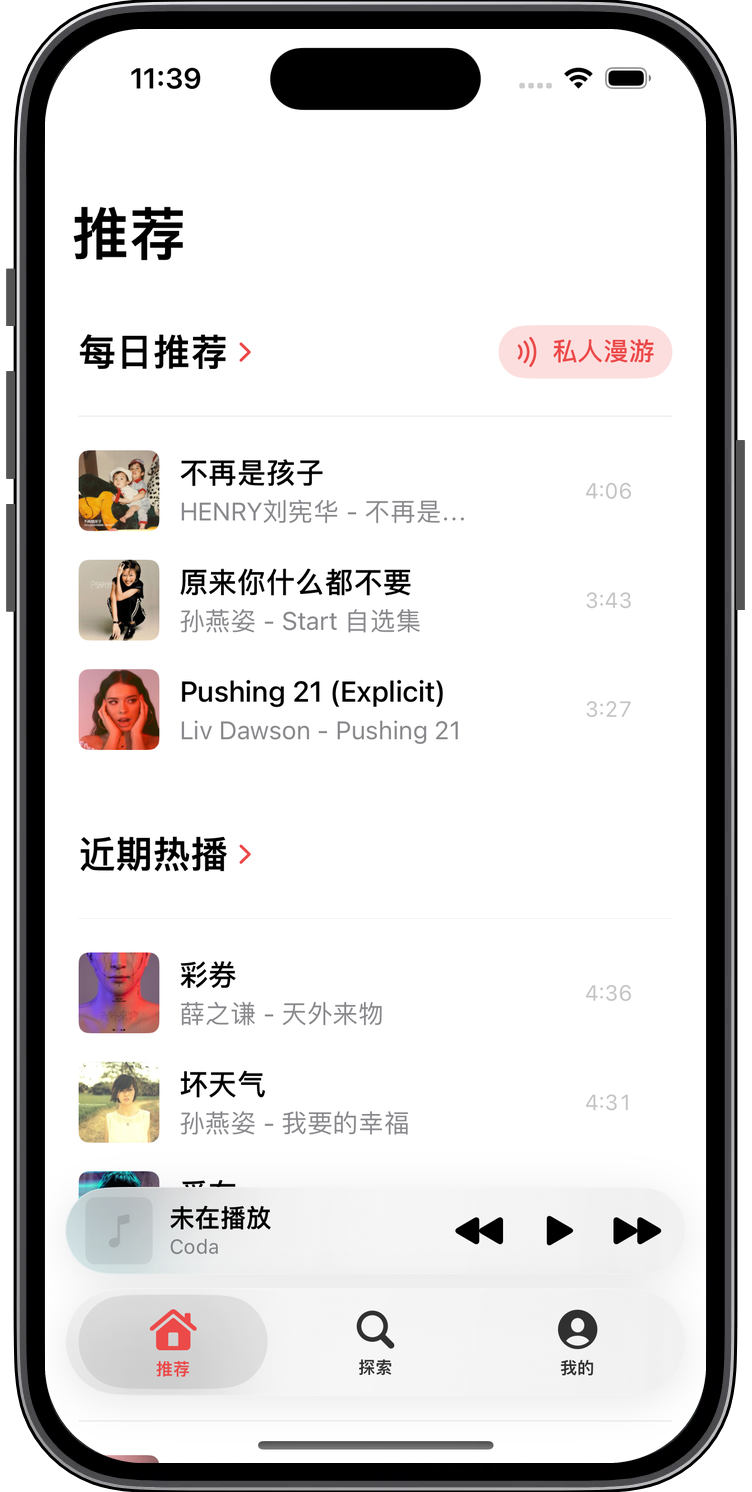 11:39
推荐
每日推荐
私人漫游
不再是孩子
HENRY刘宪华 - 不再是...
4:06
原来你什么都不要
孙燕姿 - Start 自选集
3:43
Pushing 21 (Explicit)
Liv Dawson - Pushing 21
3:27
近期热播
彩券
薛之谦 - 天外来物
4:36
坏天气
孙燕姿 - 我要的幸福
4:31
未在播放
Coda
推荐
探索
我的